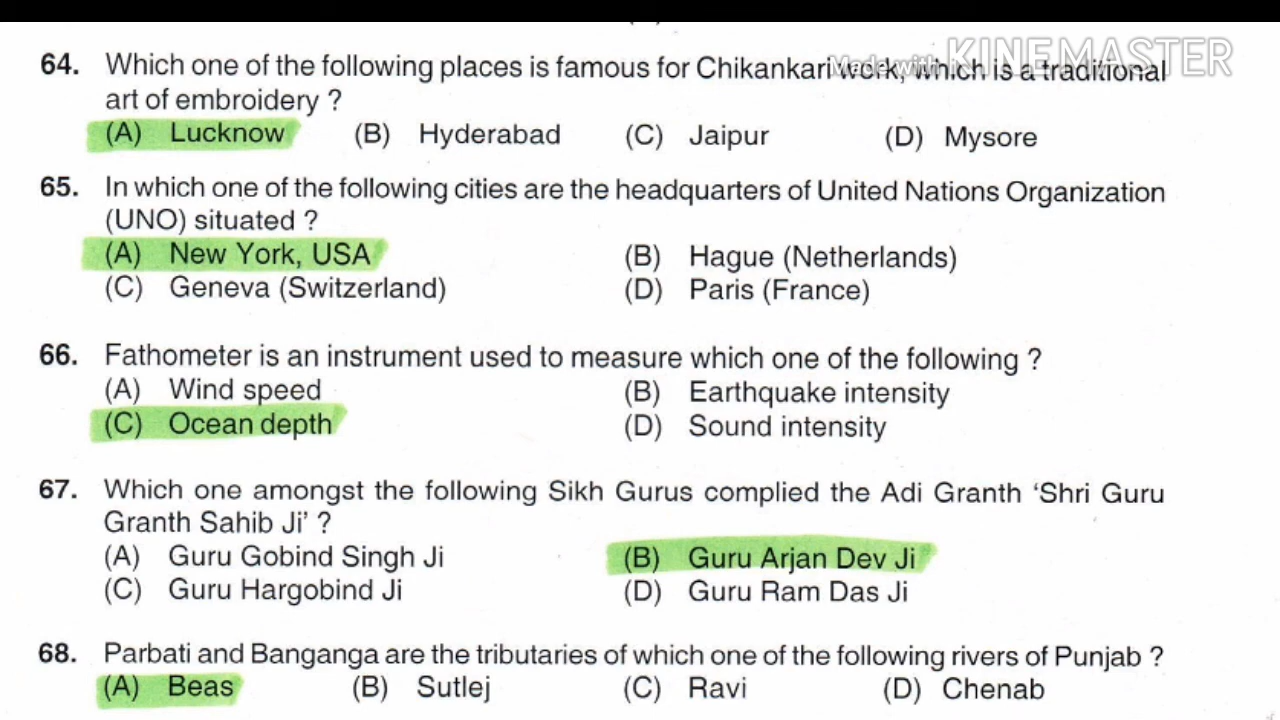 Made with KINEMASTER
64. Which one of the following places is famous for Chikankari work, which is a traditional
art of embroidery ?
(A) Lucknow (B) Hyderabad (C) Jaipur (D) Mysore
65. In which one of the following cities are the headquarters of United Nations Organization
(UNO) situated ?
(A) New York, USA (B) Hague (Netherlands)
(C) Geneva (Switzerland) (D) Paris (France)
66. Fathometer is an instrument used to measure which one of the following ?
(A) Wind speed (B) Earthquake intensity
(C) Ocean depth (D) Sound intensity
67. Which one amongst the following Sikh Gurus complied the Adi Granth ‘Shri Guru
Granth Sahib Ji’ ?
(A) Guru Gobind Singh Ji (B) Guru Arjan Dev Ji
(C) Guru Hargobind Ji (D) Guru Ram Das Ji
68. Parbati and Banganga are the tributaries of which one of the following rivers of Punjab ?
(A) Beas (B) Sutlej (C) Ravi (D) Chenab